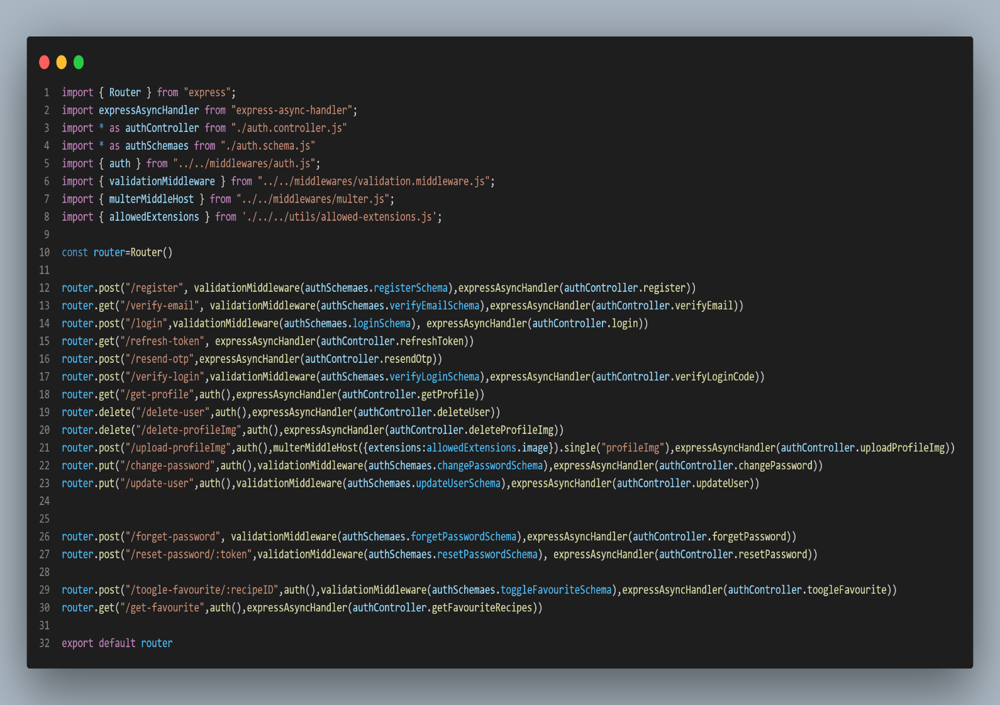 1 import { Router } from "express";
2 import expressAsyncHandler from "express-async-handler";
3 import * as authController from "./auth.controller.js"
4 import * as authSchemaes from "./auth.schema.js"
5 import { auth } from "../../middlewares/auth.js";
6 import { validationMiddleware } from "../../middlewares/validation.middleware.js";
7 import { multerMiddleHost } from "../../middlewares/multer.js";
8 import { allowedExtensions } from './../../utils/allowed-extensions.js';
9
10 const router=Router()
11
12 router.post("/register", validationMiddleware(authSchemaes.registerSchema),expressAsyncHandler(authController.register))
13 router.get("/verify-email", validationMiddleware(authSchemaes.verifyEmailSchema),expressAsyncHandler(authController.verifyEmail))
14 router.post("/login",validationMiddleware(authSchemaes.loginSchema), expressAsyncHandler(authController.login))
15 router.get("/refresh-token", expressAsyncHandler(authController.refreshToken))
16 router.post("/resend-otp",expressAsyncHandler(authController.resendOtp))
17 router.post("/verify-login",validationMiddleware(authSchemaes.verifyLoginSchema),expressAsyncHandler(authController.verifyLoginCode))
18 router.get("/get-profile",auth(),expressAsyncHandler(authController.getProfile))
19 router.delete("/delete-user",auth(),expressAsyncHandler(authController.deleteUser))
20 router.delete("/delete-profileImg",auth(),expressAsyncHandler(authController.deleteProfileImg))
21 router.post("/upload-profileImg",auth(),multerMiddleHost({extensions:allowedExtensions.image}).single("profileImg"),expressAsyncHandler(authController.uploadProfileImg))
22 router.put("/change-password",auth(),validationMiddleware(authSchemaes.changePasswordSchema),expressAsyncHandler(authController.changePassword))
23 router.put("/update-user",auth(),validationMiddleware(authSchemaes.updateUserSchema),expressAsyncHandler(authController.updateUser))
24
25
26 router.post("/forget-password", validationMiddleware(authSchemaes.forgetPasswordSchema),expressAsyncHandler(authController.forgetPassword))
27 router.post("/reset-password/:token",validationMiddleware(authSchemaes.resetPasswordSchema), expressAsyncHandler(authController.resetPassword))
28
29 router.post("/toogle-favourite/:recipeID",auth(),validationMiddleware(authSchemaes.toggleFavouriteSchema),expressAsyncHandler(authController.toogleFavourite))
30 router.get("/get-favourite",auth(),expressAsyncHandler(authController.getFavouriteRecipes))
31
32 export default router